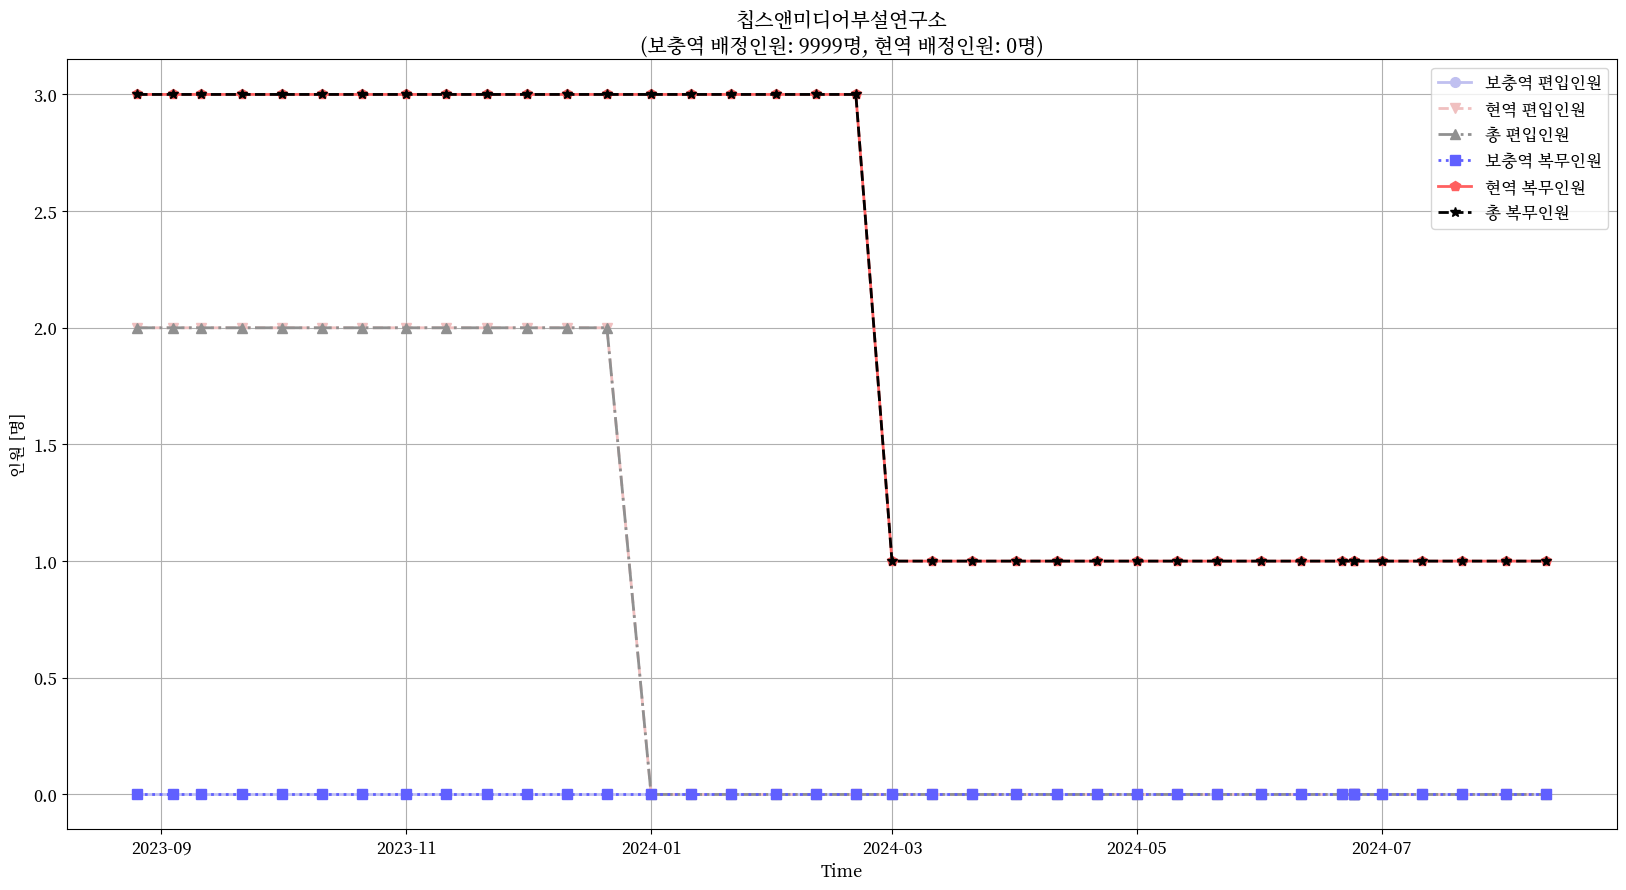 칩스앤미디어부설연구소
(보충역 배정인원: 9999명, 현역 배정인원: 0명)
보충역 편입인원
현역 편입인원
총 편입인원
보충역 복무인원
현역 복무인원
총 복무인원
인원 [명]
3.0
2.5
2.0
1.5
1.0
0.5
0.0
2023-09
2023-11
2024-01
2024-03
2024-05
2024-07
Time